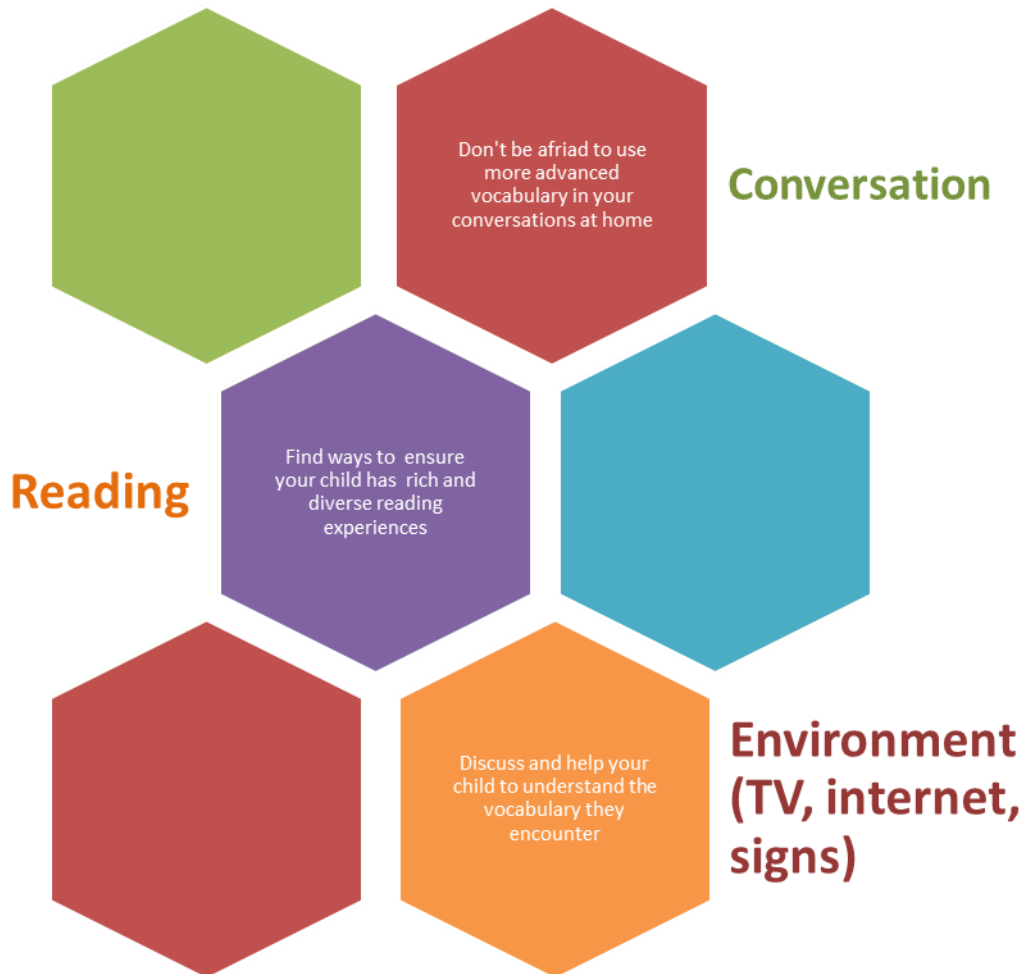 Don't be afriad to use
more advanced
vocabulary in your
conversations at home
Conversation
Reading
Find ways to ensure
your child has rich and
diverse reading
experiences
Discuss and help your
child to understand the
vocabulary they
encounter
Environment
(TV, internet,
signs)